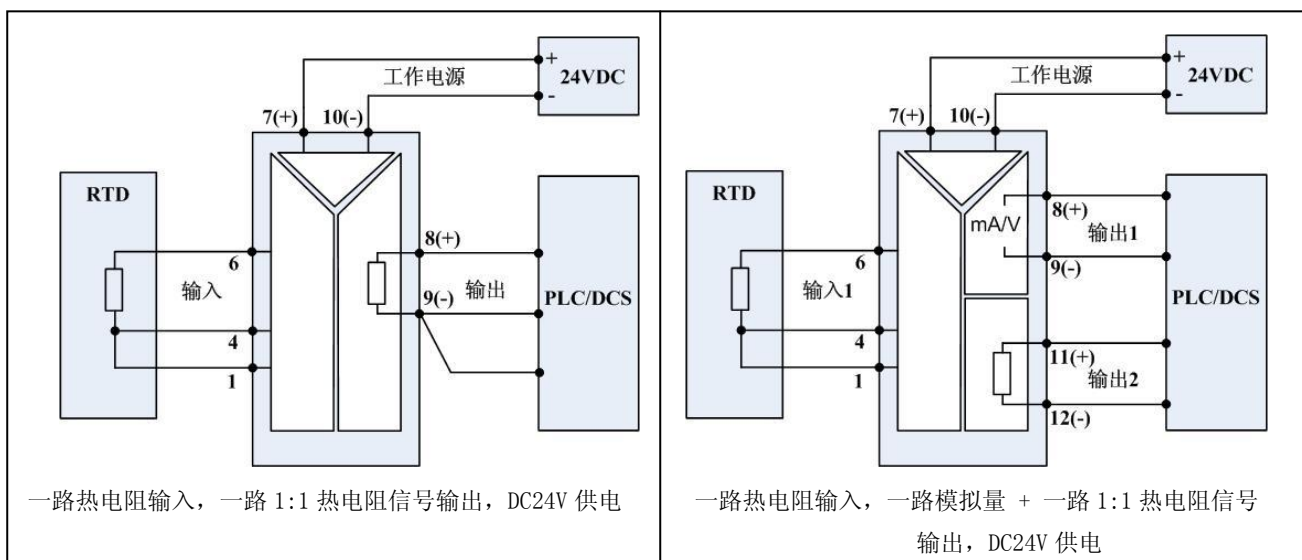 +
工作电源
24VDC
-
7(+)
10(-)
RTD
8(+)
6
输入
输出
9(-)
PLC/DCS
4
1
一路热电阻输入，一路 1:1 热电阻信号输出，DC24V 供电
+
工作电源
24VDC
-
7(+)
10(-)
RTD
8(+)
mA/V
输出1
6
9(-)
输入1
PLC/DCS
4
11(+)
1
输出2
12(-)
一路热电阻输入，一路模拟量 + 一路 1:1 热电阻信号
输出，DC24V 供电